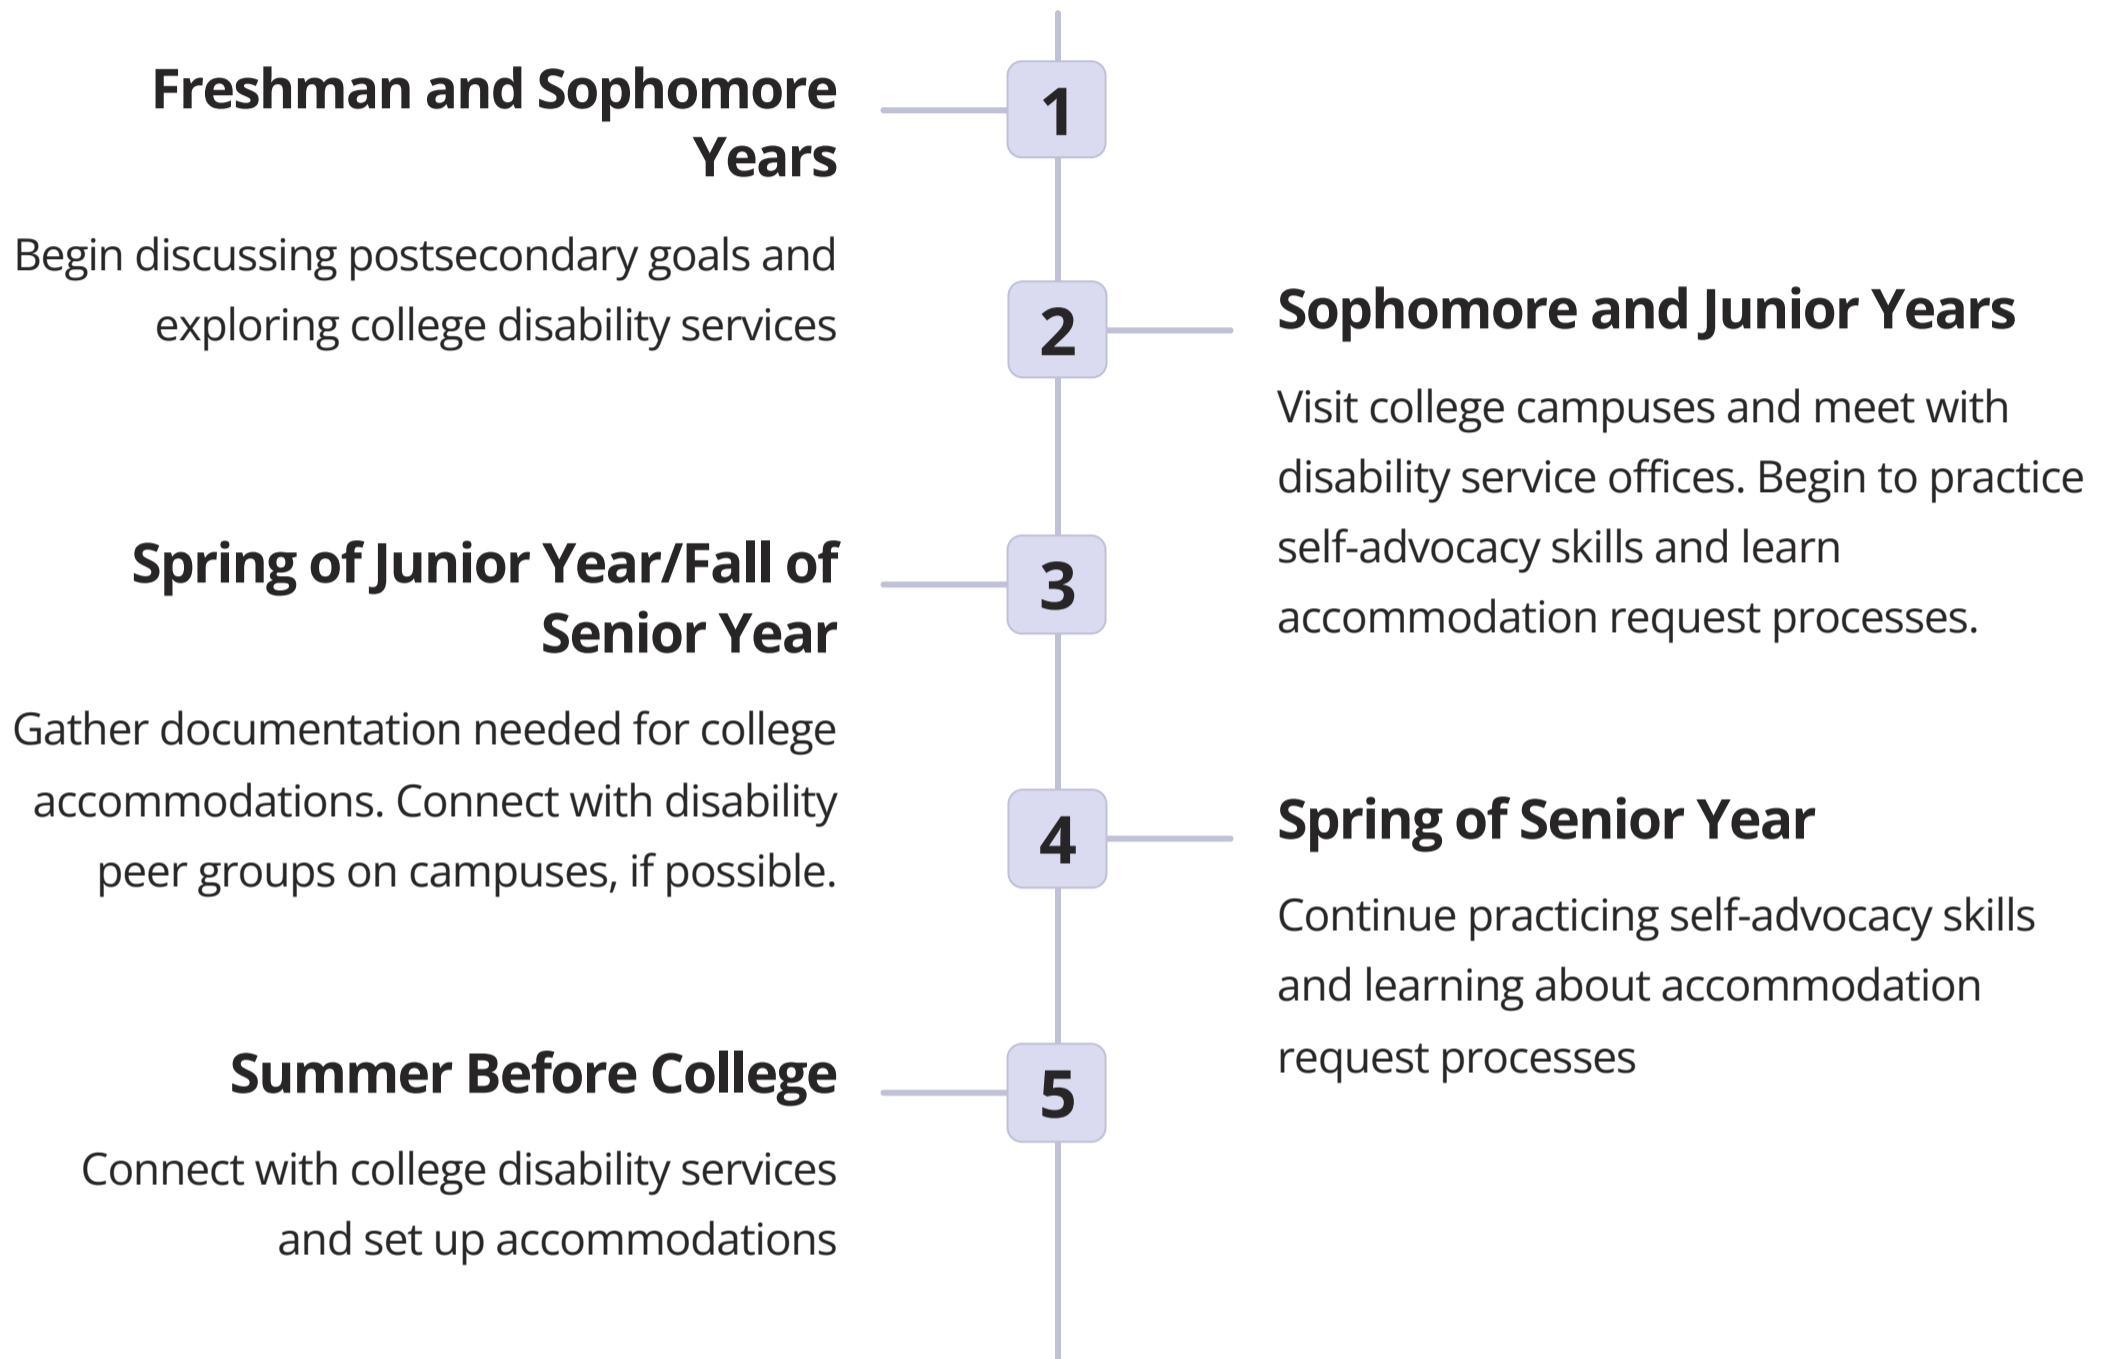 1
Freshman and Sophomore
Years
Begin discussing postsecondary goals and
exploring college disability services
2
Sophomore and Junior Years
Visit college campuses and meet with
disability service offices. Begin to practice
self-advocacy skills and learn
accommodation request processes.
3
Spring of Junior Year/Fall of
Senior Year
Gather documentation needed for college
accommodations. Connect with disability
peer groups on campuses, if possible.
4
Spring of Senior Year
Continue practicing self-advocacy skills
and learning about accommodation
request processes
5
Summer Before College
Connect with college disability services
and set up accommodations